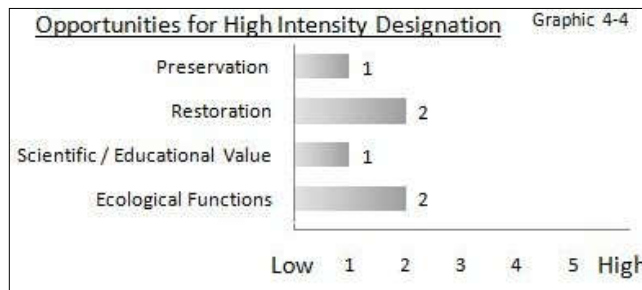 Opportunities for High Intensity Designation
Graphic 4-4
Preservation 1
Restoration 2
Scientific / Educational Value 1
Ecological Functions 2
Low 1 2 3 4 5 High